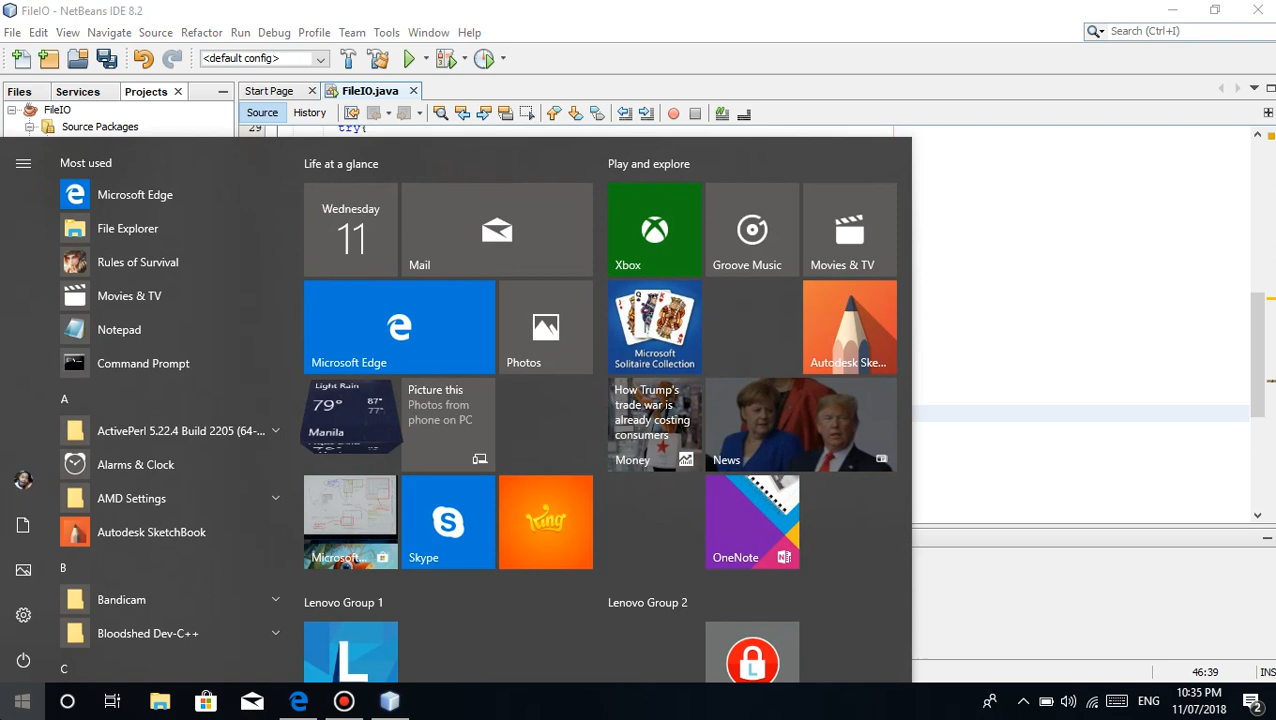 FileIO - NetBeans IDE 8.2
File Edit View Navigate Source Refactor Run Debug Profile Team Tools Window Help
Search (Ctrl+I)
<default config>
Files Services Projects
Start Page FileIO.java
FileIO
Source History
Source Packages
29 try{
Most used
Microsoft Edge
File Explorer
Rules of Survival
Movies & TV
Notepad
Command Prompt
A
ActivePerl 5.22.4 Build 2205 (64-...
Alarms & Clock
AMD Settings
Autodesk SketchBook
B
Bandicam
Bloodshed Dev-C++
C
Life at a glance
Wednesday
11
Mail
Microsoft Edge
Photos
Light Rain
79° 87°
77°
Manila
Picture this
Photos from
phone on PC
Microsoft...
Skype
King
Lenovo Group 1
L
Play and explore
Xbox
Groove Music
Movies & TV
Microsoft
Solitaire Collection
Autodesk Ske...
How Trump's
trade war is
already costing
consumers
Money
News
OneNote
Lenovo Group 2
L
46:39 INS
ENG
10:35 PM
11/07/2018
2